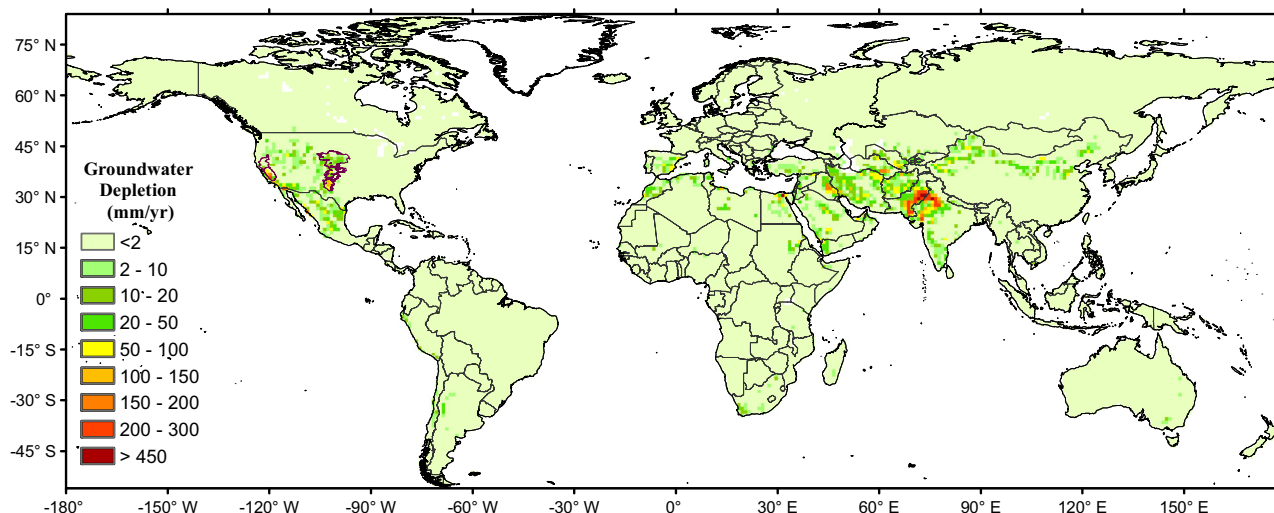 75° N
60° N
45° N
30° N
15° N
0°
-15° S
-30° S
-45° S
Groundwater
Depletion
(mm/yr)
<2
2 - 10
10 - 20
20 - 50
50 - 100
100 - 150
150 - 200
200 - 300
> 450
-180° -150° W -120° W -90° W -60° W -30° W 0° 30° E 60° E 90° E 120° E 150° E